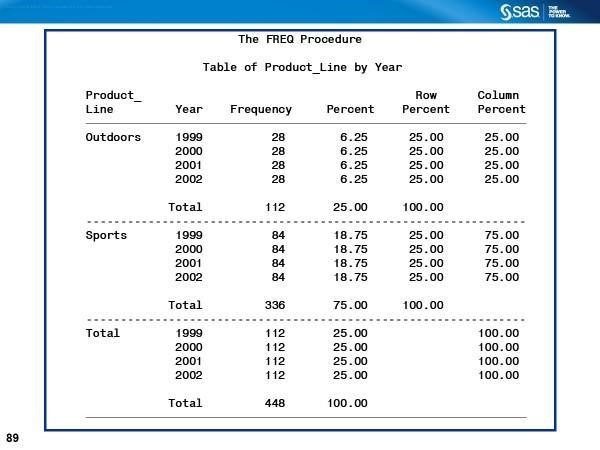 sas THE POWER TO KNOW.
The FREQ Procedure
Table of Product_Line by Year
Product_ Row Column
Line Year Frequency Percent Percent Percent
Outdoors 1999 28 6.25 25.00 25.00
2000 28 6.25 25.00 25.00
2001 28 6.25 25.00 25.00
2002 28 6.25 25.00 25.00
Total 112 25.00 100.00
Sports 1999 84 18.75 25.00 75.00
2000 84 18.75 25.00 75.00
2001 84 18.75 25.00 75.00
2002 84 18.75 25.00 75.00
Total 336 75.00 100.00
Total 1999 112 25.00 100.00
2000 112 25.00 100.00
2001 112 25.00 100.00
2002 112 25.00 100.00
Total 448 100.00
89